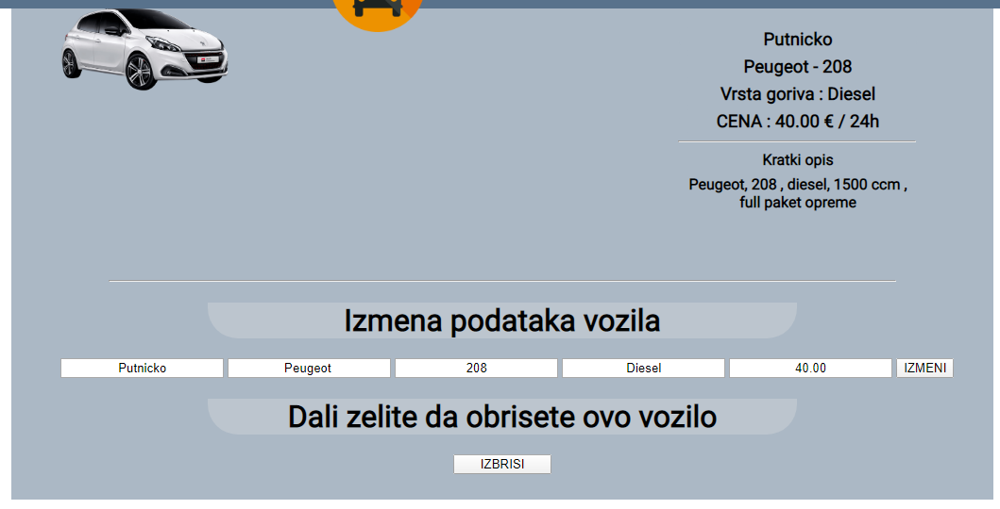 Putnicko
Peugeot - 208
Vrsta goriva : Diesel
CENA : 40.00 € / 24h
Kratki opis
Peugeot, 208 , diesel, 1500 ccm ,
full paket opreme
Izmena podataka vozila
Putnicko Peugeot 208 Diesel 40.00 IZMENI
Dali zelite da obrisete ovo vozilo
IZBRISI